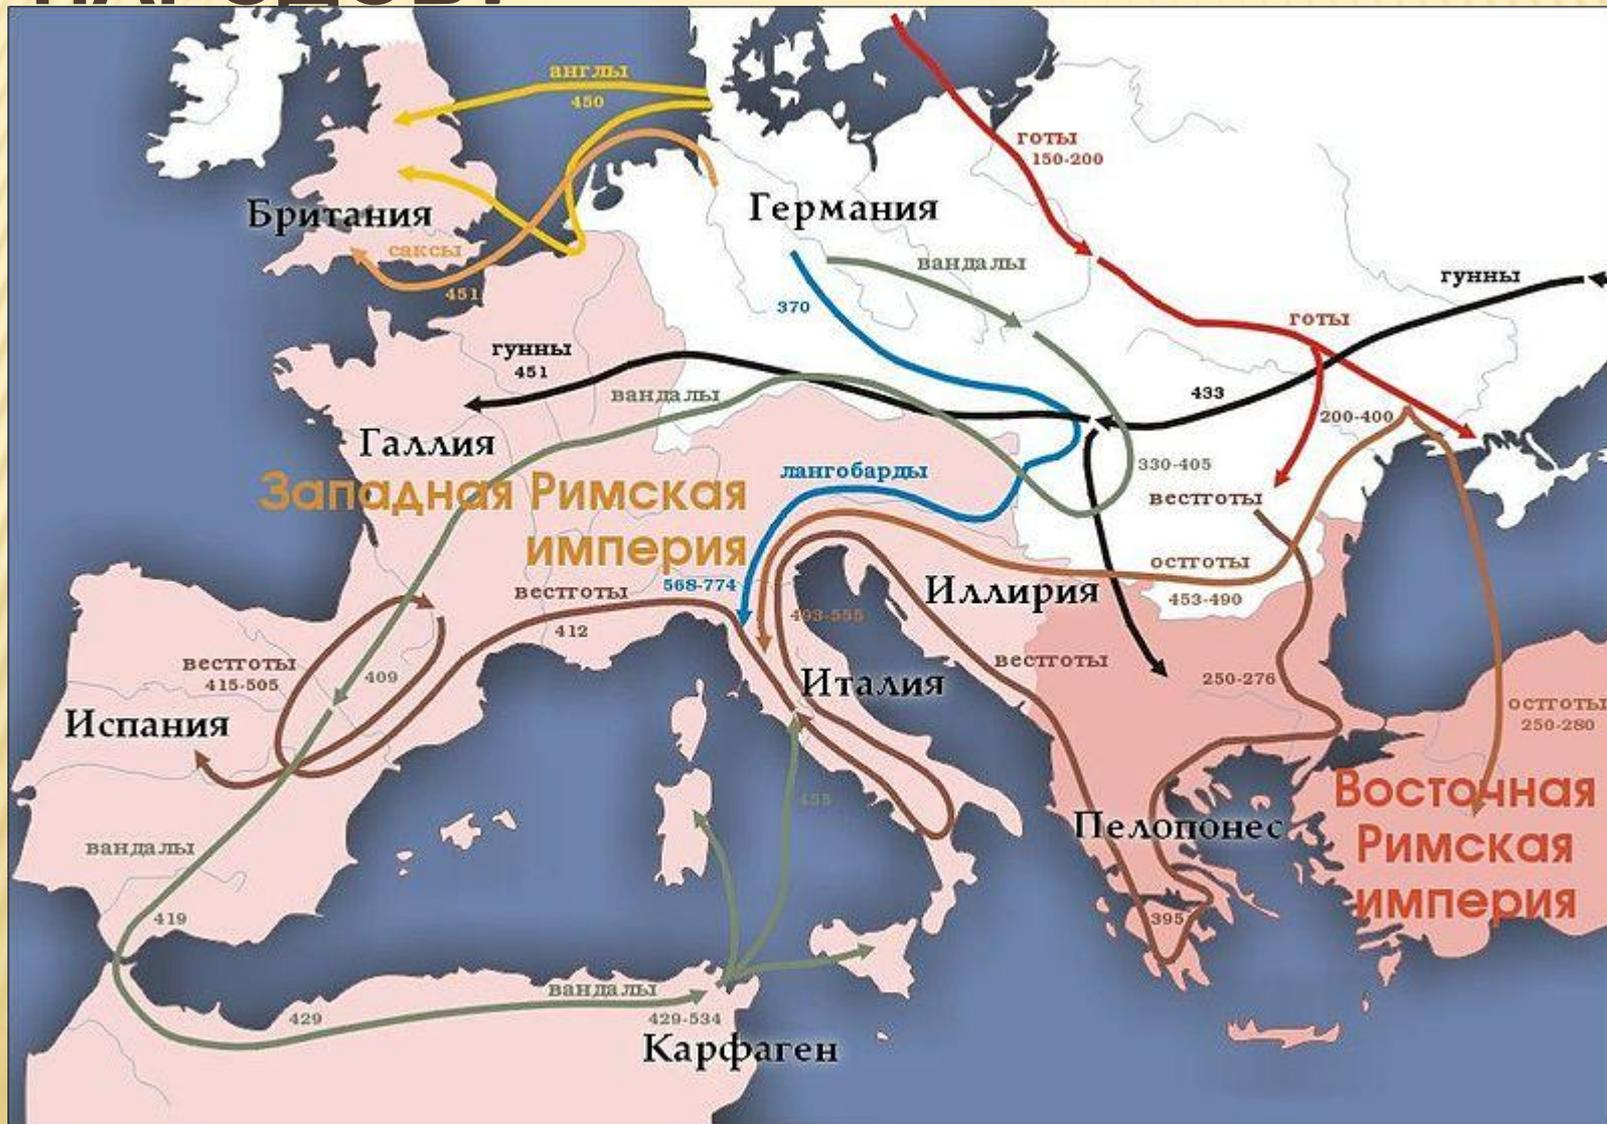 англы
450
готы
150-200
Германия
Британия
саксы
451
вандалы
гунны
370
готы
гунны
451
433
вандалы
200-400
Галлия
330-405
лангобарды
Западная Римская
империя
вестготы
остготы
453-490
568-774
вестготы
412
Иллирия
493-555
вестготы
415-505
409
вестготы
250-276
Италия
Испания
остготы
250-280
455
Восточная
Римская
империя
Пелопонес
вандалы
419
395
вандалы
429
429-534
Карфаген